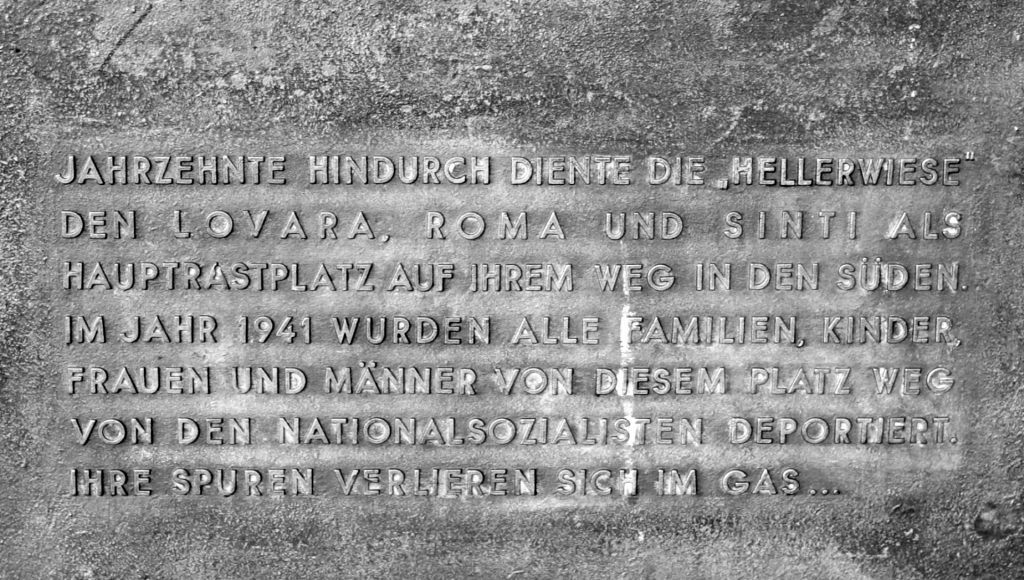 JAHRZEHNTE HINDURCH DIENTE DIE „HELLERWIESE"
DEN LOVARA, ROMA UND SINTI ALS
HAUPTRASTPLATZ AUF IHREM WEG IN DEN SÜDEN.
IM JAHR 1941 WURDEN ALLE FAMILIEN, KINDER,
FRAUEN UND MÄNNER VON DIESEM PLATZ WEG
VON DEN NATIONALSOZIALISTEN DEPORTIERT.
IHRE SPUREN VERLIEREN SICH IM GAS...